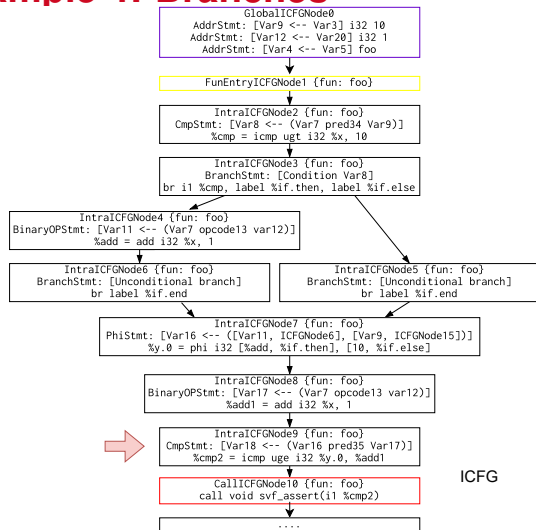 GlobalICFGNode0
AddrStmt: [Var9 <-- Var3] i32 10
AddrStmt: [Var12 <-- Var20] i32 1
AddrStmt: [Var4 <-- Var5] foo
FunEntryICFGNode1 {fun: foo}
IntraICFGNode2 {fun: foo}
CmpStmt: [Var8 <-- (Var7 pred34 Var9)]
%cmp = icmp ugt i32 %x, 10
IntraICFGNode3 {fun: foo}
BranchStmt: [Condition Var8]
br i1 %cmp, label %if.then, label %if.else
IntraICFGNode4 {fun: foo}
BinaryOPStmt: [Var11 <-- (Var7 opcode13 var12)]
%add = add i32 %x, 1
IntraICFGNode6 {fun: foo}
BranchStmt: [Unconditional branch]
br label %if.end
IntraICFGNode5 {fun: foo}
BranchStmt: [Unconditional branch]
br label %if.end
IntraICFGNode7 {fun: foo}
PhiStmt: [Var16 <-- ([Var11, ICFGNode6], [Var9, ICFGNode15])]
%y.0 = phi i32 [%add, %if.then], [10, %if.else]
IntraICFGNode8 {fun: foo}
BinaryOPStmt: [Var17 <-- (Var7 opcode13 var12)]
%add1 = add i32 %x, 1
IntraICFGNode9 {fun: foo}
CmpStmt: [Var18 <-- (Var16 pred35 Var17)]
%cmp2 = icmp uge i32 %y.0, %add1
ICFG
CallICFGNode10 {fun: foo}
call void svf_assert(i1 %cmp2)
....